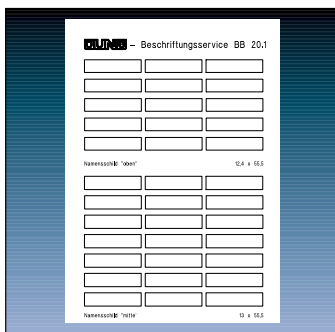 – Beschriftungsservice BB 20.1
Namensschild "oben" 12,4 x 55,5
Namensschild "mitte" 13 x 55,5